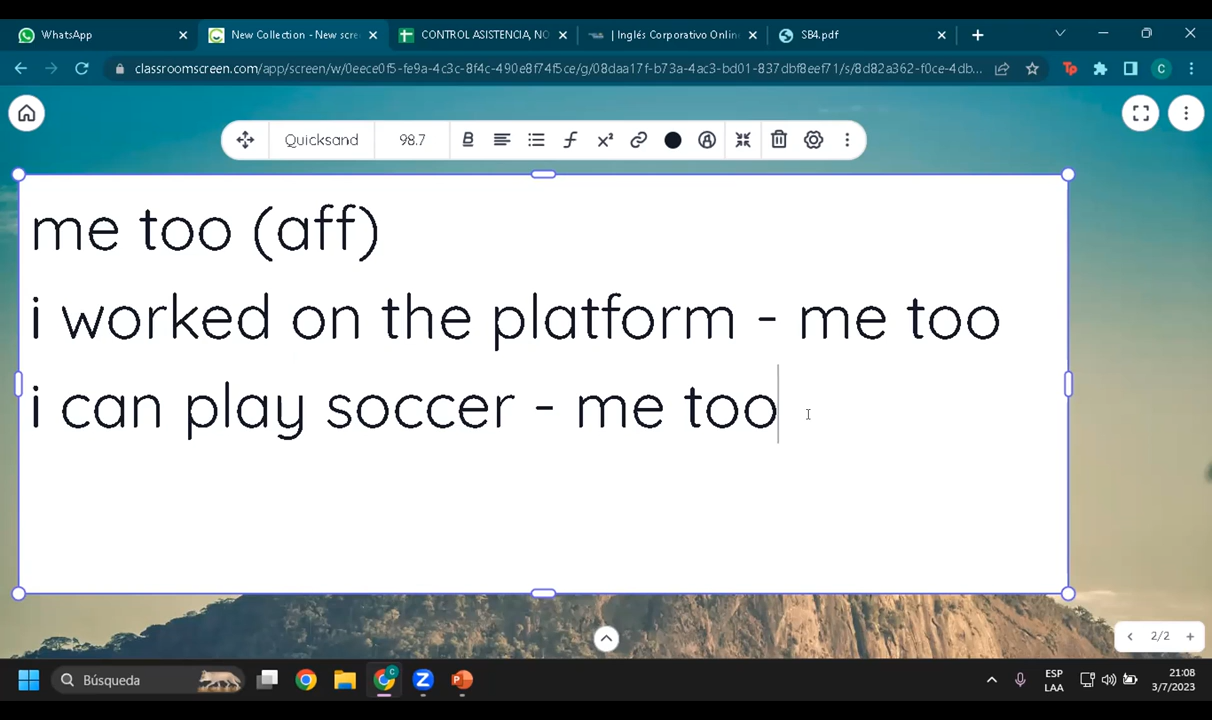 WhatsApp
New Collection - New scre
CONTROL ASISTENCIA, NO
| Inglés Corporativo Onlin
SB4.pdf
classroomscreen.com/app/screen/w/0eece0f5-fe9a-4c3c-8f4c-490e8f74f5ce/g/08daa17f-b73a-4ac3-bd01-837dbf8eef71/s/8d82a362-f0ce-4db...
C
Quicksand
98.7
B
me too (aff)
i worked on the platform - me too
i can play soccer - me too
2/2
Búsqueda
ESP
LAA
21:08
3/7/2023